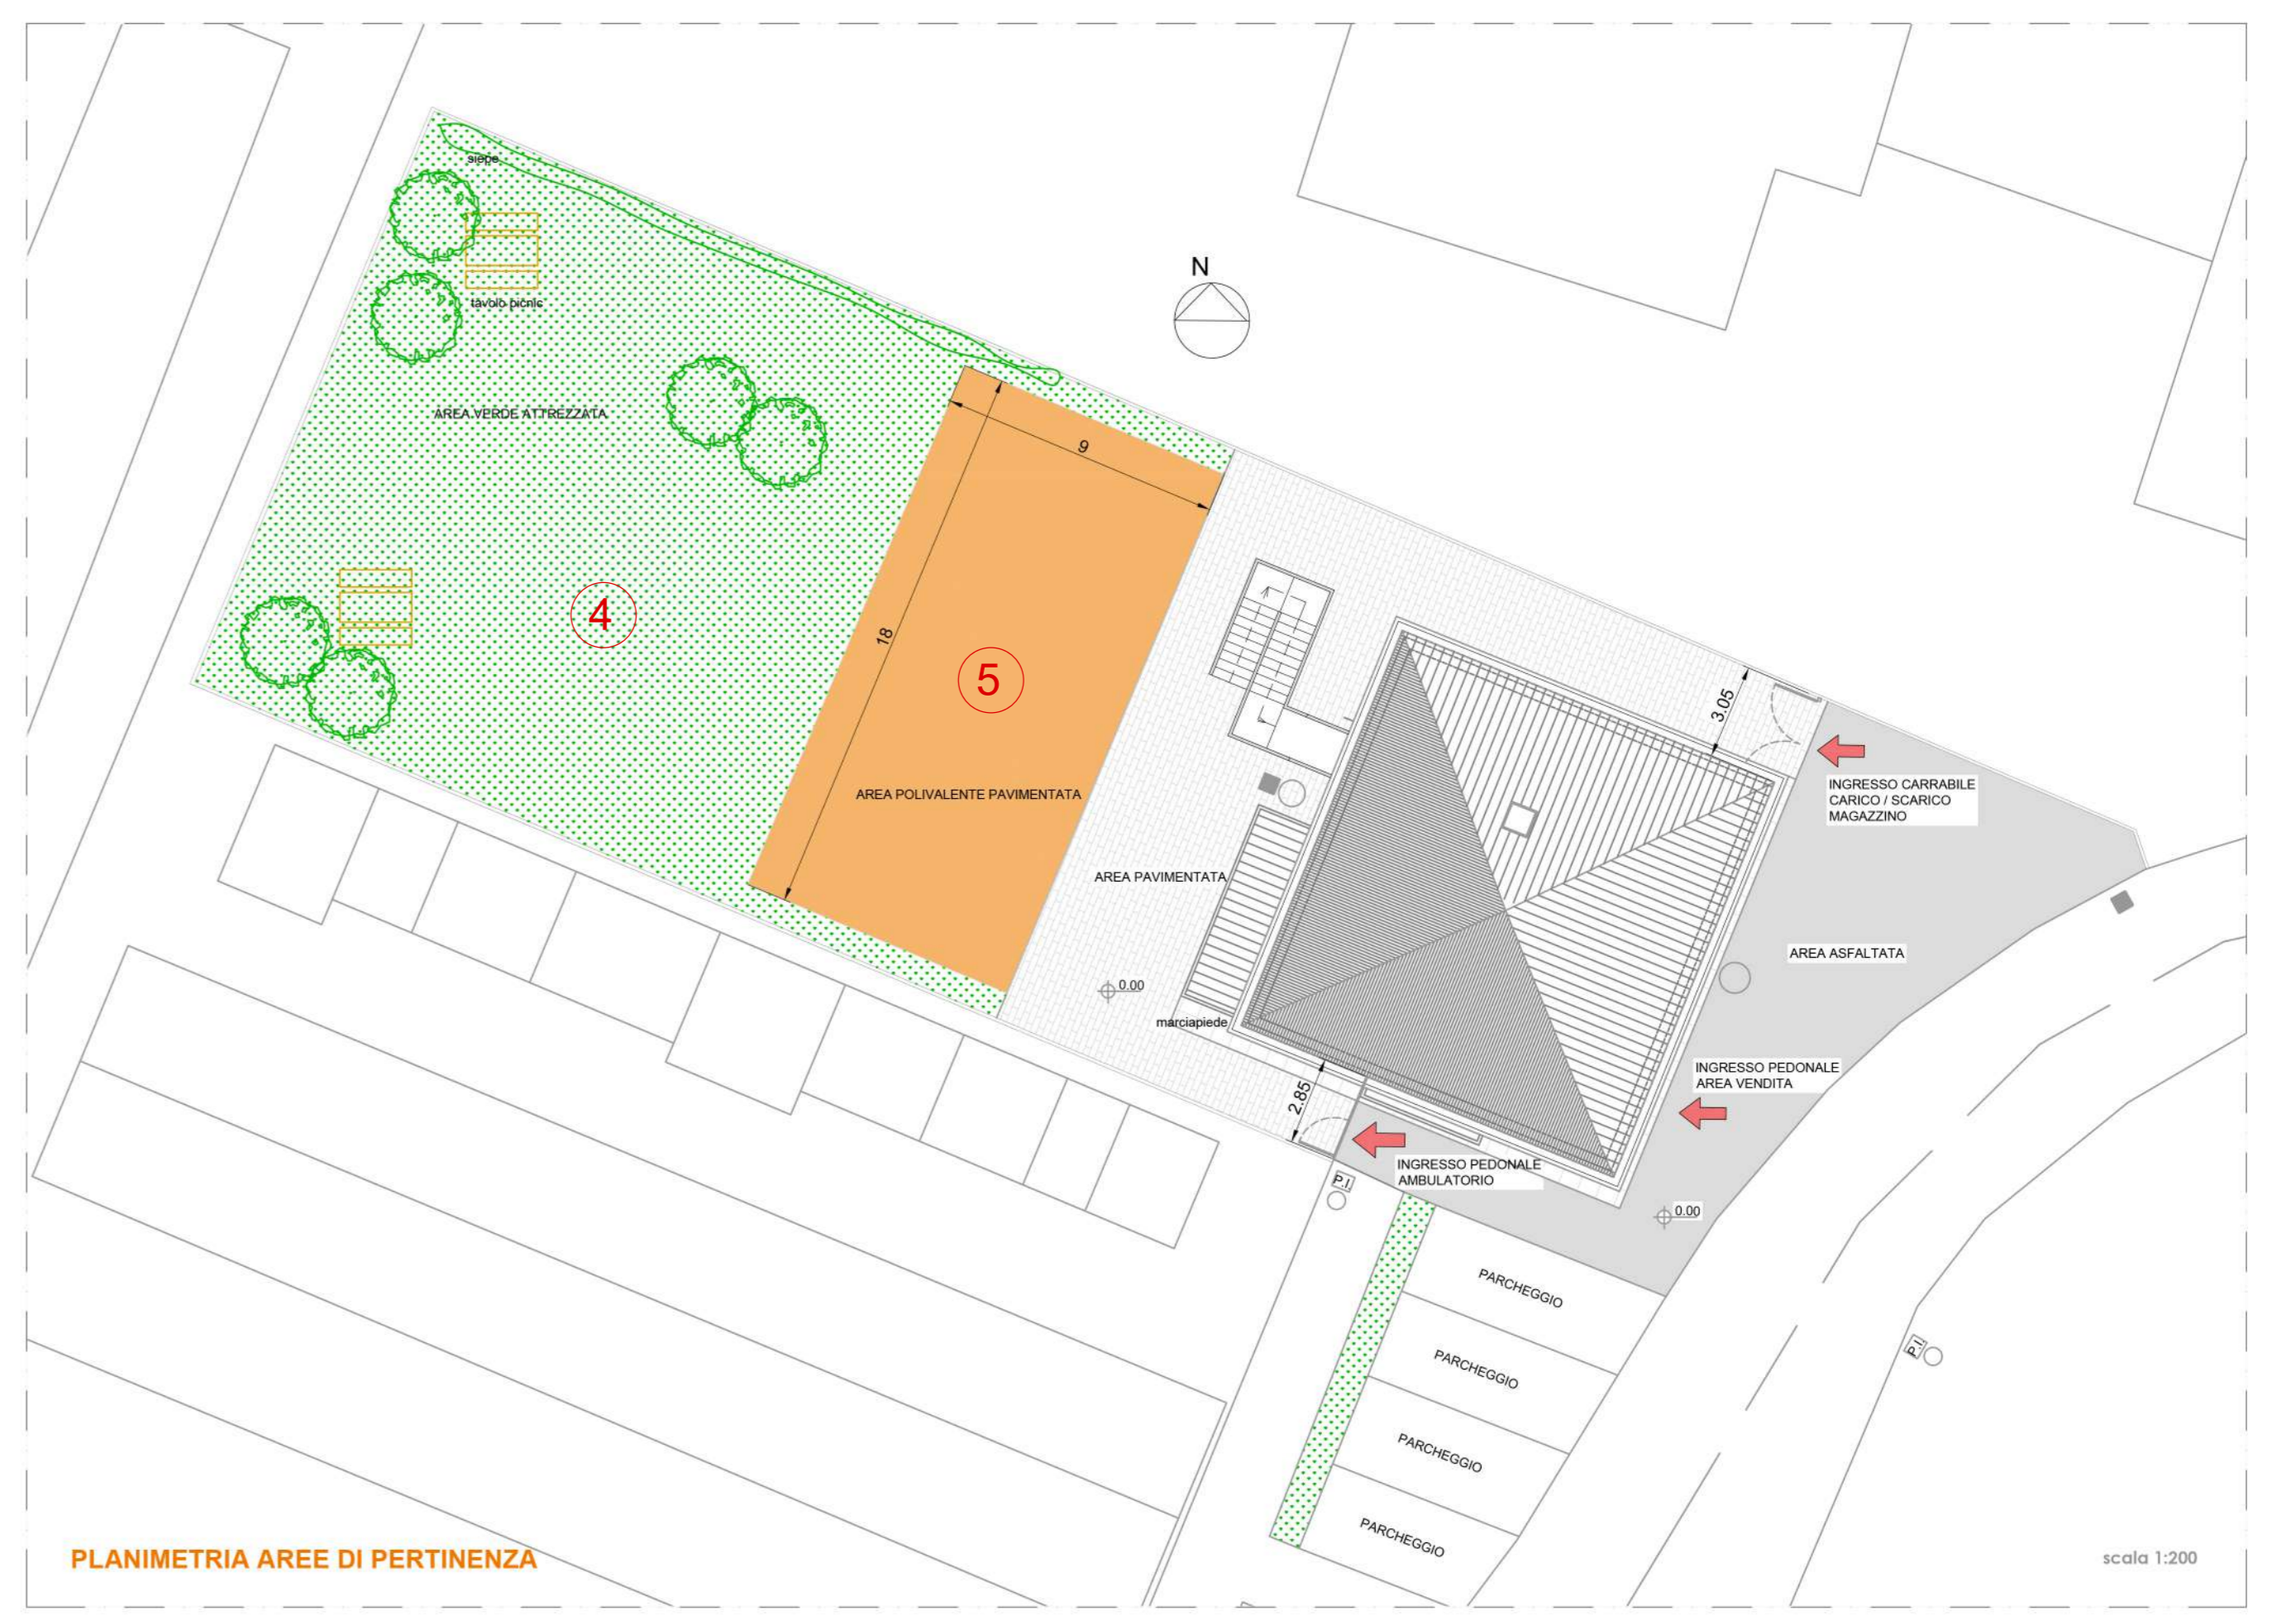 siepe
tavolo picnic
N
AREA VERDE ATTREZZATA
9
4
18
5
AREA POLIVALENTE PAVIMENTATA
3.05
INGRESSO CARRABILE
CARICO / SCARICO
MAGAZZINO
AREA PAVIMENTATA
AREA ASFALTATA
0.00
marciapiede
2.85
INGRESSO PEDONALE
AREA VENDITA
INGRESSO PEDONALE
AMBULATORIO
P.I.
0.00
PARCHEGGIO
PARCHEGGIO
P.I.
PARCHEGGIO
PARCHEGGIO
PLANIMETRIA AREE DI PERTINENZA
scala 1:200